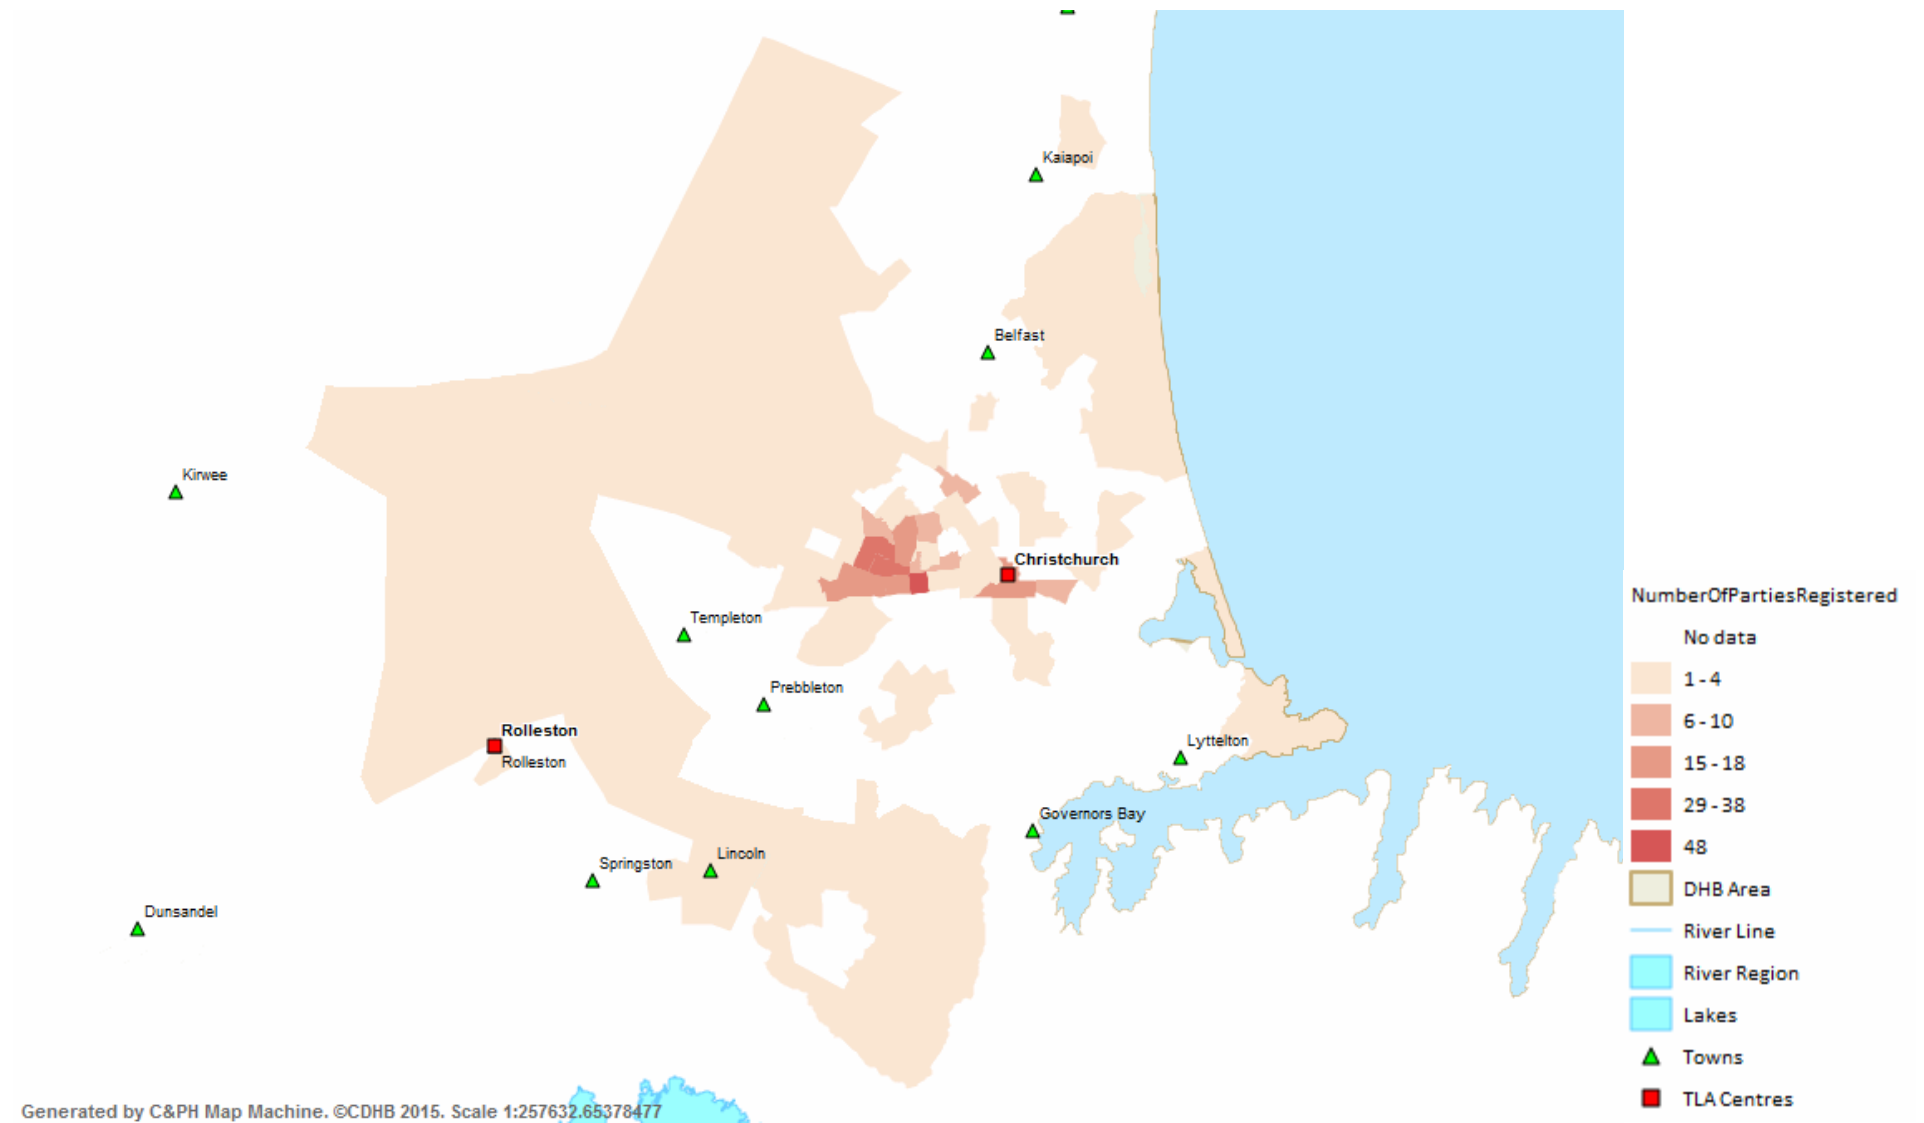 Kaiapoi
Belfast
Kirwee
Christchurch
Templeton
Prebbleton
Rolleston
Rolleston
Lyttelton
Governors Bay
Lincoln
Springston
Dunsandel
NumberOfPartiesRegistered
No data
1 - 4
6 - 10
15 - 18
29 - 38
48
DHB Area
River Line
River Region
Lakes
Towns
TLA Centres
Generated by C&PH Map Machine. ©CDHB 2015. Scale 1:257632.65378477